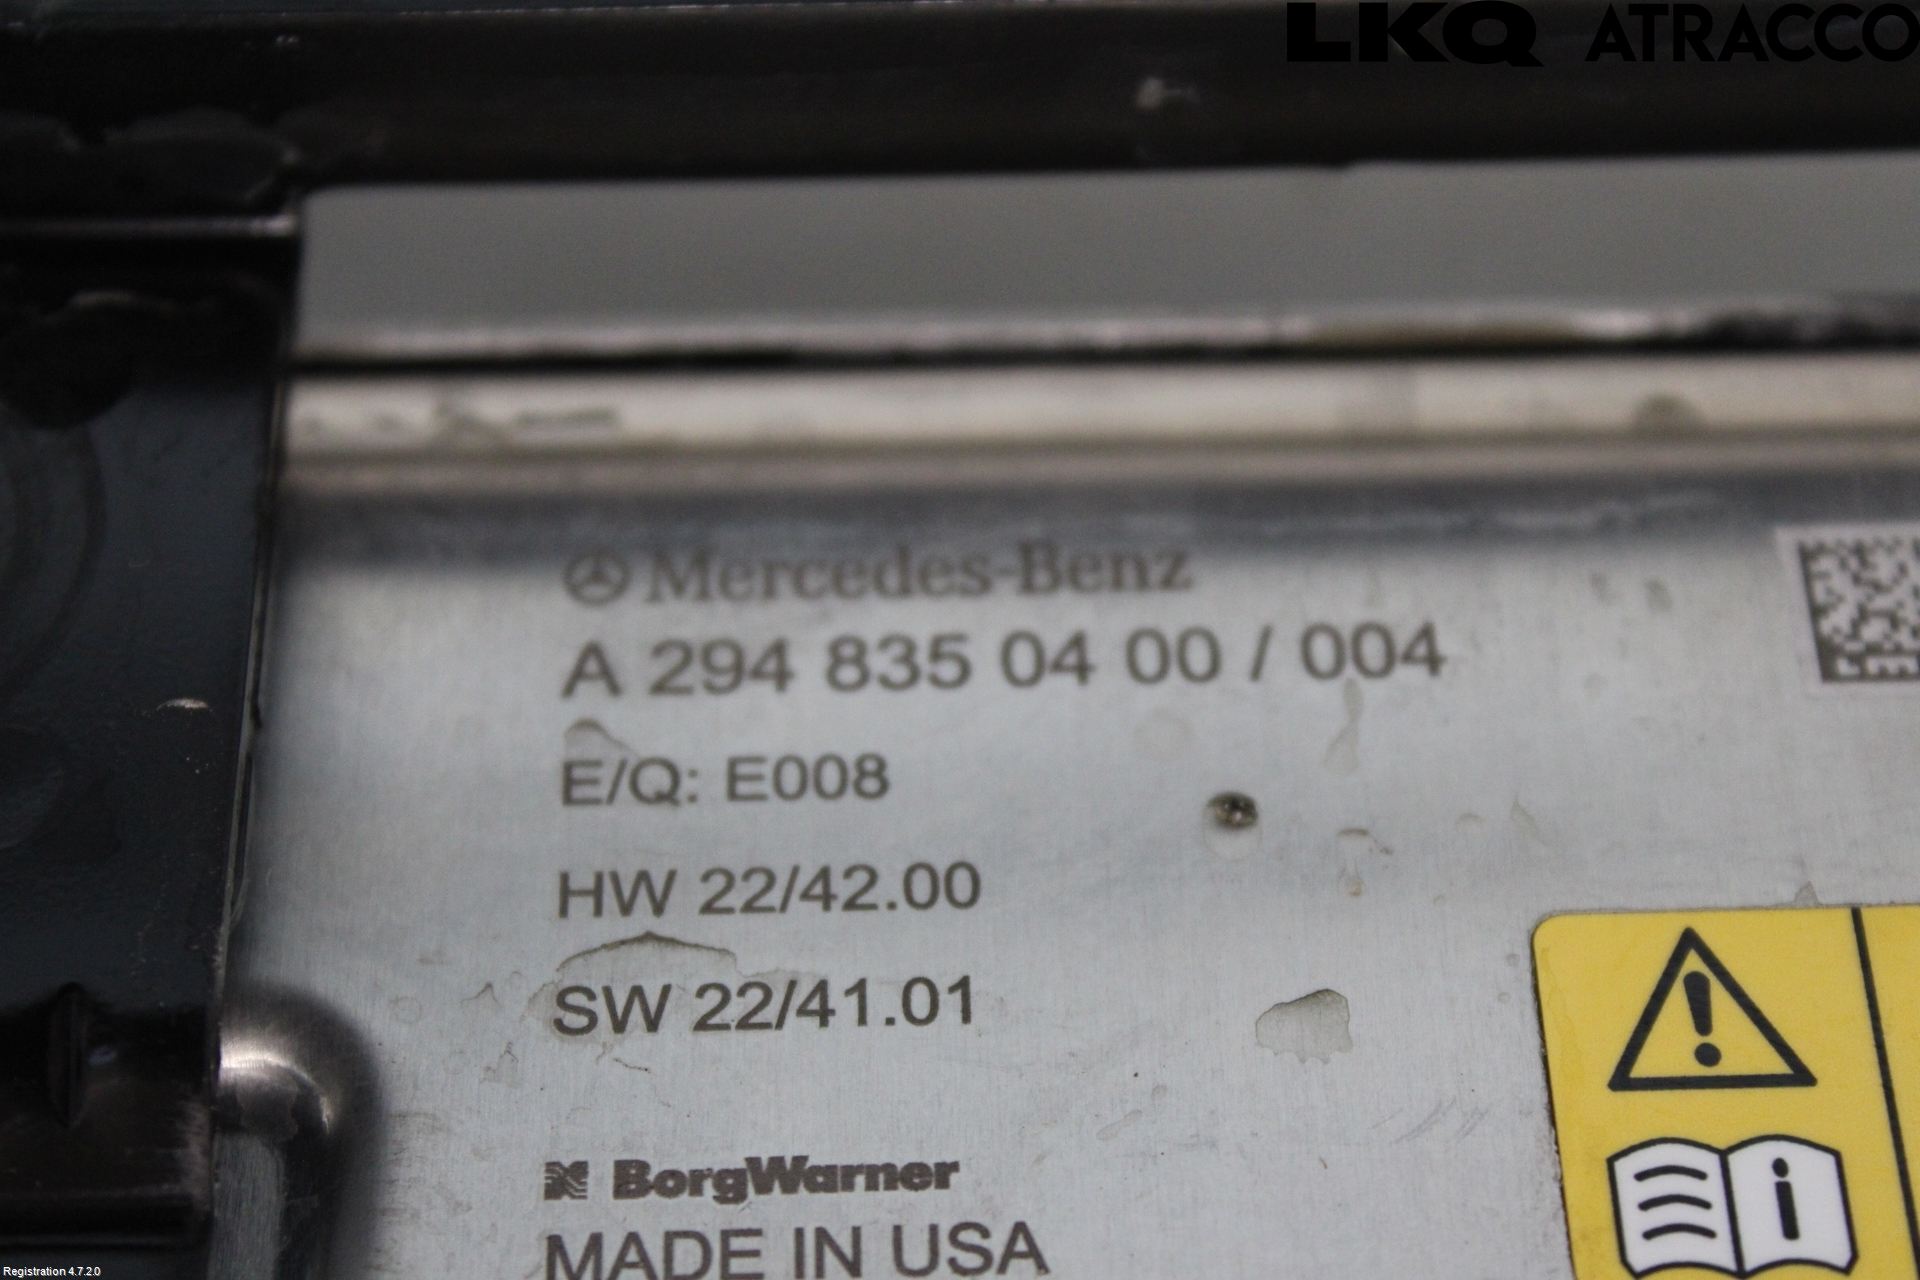 LKQ ATRACCO
Mercedes-Benz
A 294 835 04 00 / 004
E/Q: E008
HW 22/42.00
SW 22/41.01
BorgWarner
MADE IN USA
Registration 4.7.2.0